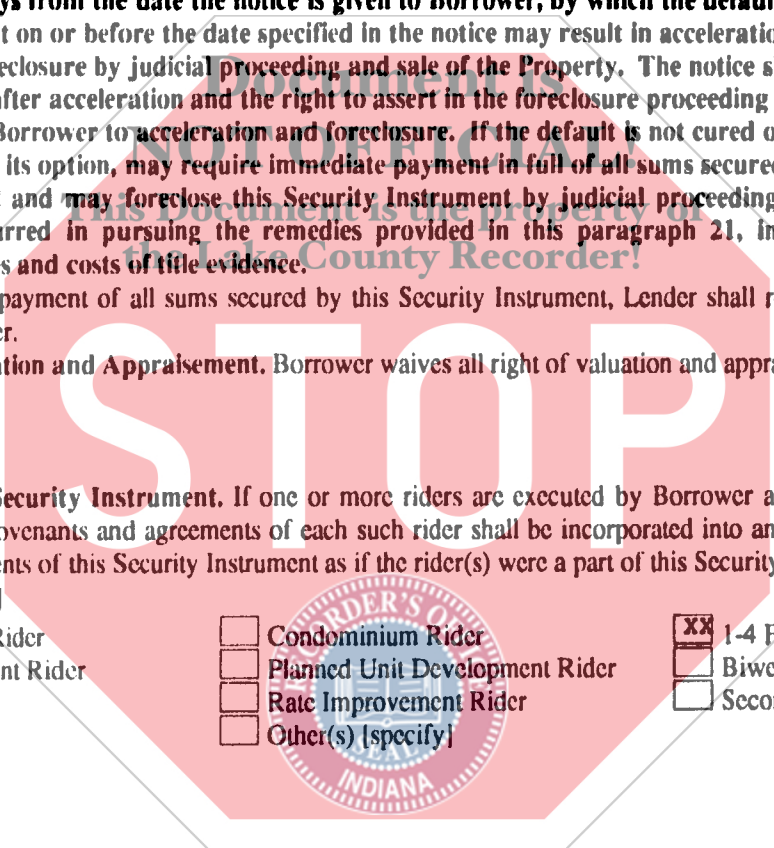 ys from the date the notice is given to Borrower, by which the default
t on or before the date specified in the notice may result in acceleratio
eclosure by judicial proceeding and sale of the Property. The notice s
after acceleration and the right to assert in the foreclosure proceeding
Borrower to acceleration and foreclosure. If the default is not cured o
its option, may require immediate payment in full of all sums secured
and may foreclose this Security Instrument by judicial proceeding
urred in pursuing the remedies provided in this paragraph 21, in
s and costs of title evidence.
payment of all sums secured by this Security Instrument, Lender shall r
er.
ation and Appraisement. Borrower waives all right of valuation and appra
Security Instrument. If one or more riders are executed by Borrower a
ovenants and agreements of each such rider shall be incorporated into an
ents of this Security Instrument as if the rider(s) were a part of this Security
]
Rider
Condominium Rider
XX 1-4 F
nt Rider
Planned Unit Development Rider
Biwe
Rate Improvement Rider
Seco
Other(s) [specify]
Document is
NOT OFFICIAL!
This Document is the property of
the Lake County Recorder!
STOP
RECORDER'S OF
SEAL
INDIANA